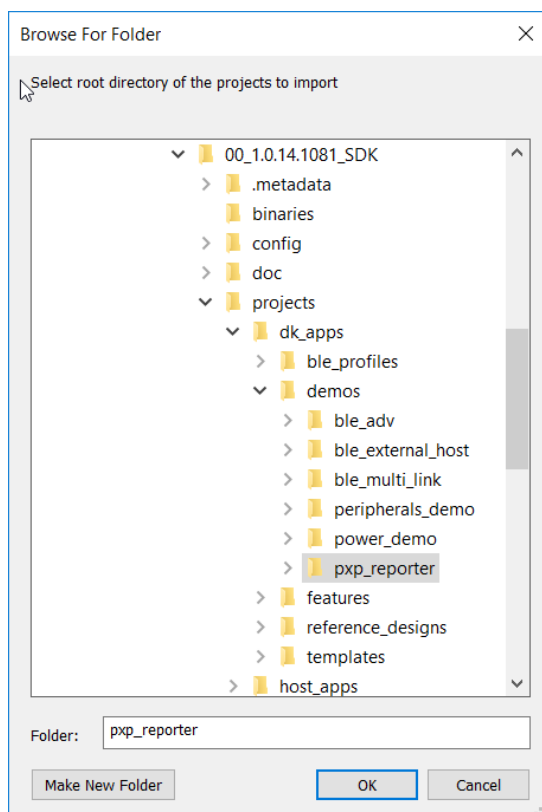 Browse For Folder
Select root directory of the projects to import
00_1.0.14.1081_SDK
.metadata
binaries
config
doc
projects
dk_apps
ble_profiles
demos
ble_adv
ble_external_host
ble_multi_link
peripherals_demo
power_demo
pxp_reporter
features
reference_designs
templates
host_apps
Folder: pxp_reporter
Make New Folder OK Cancel